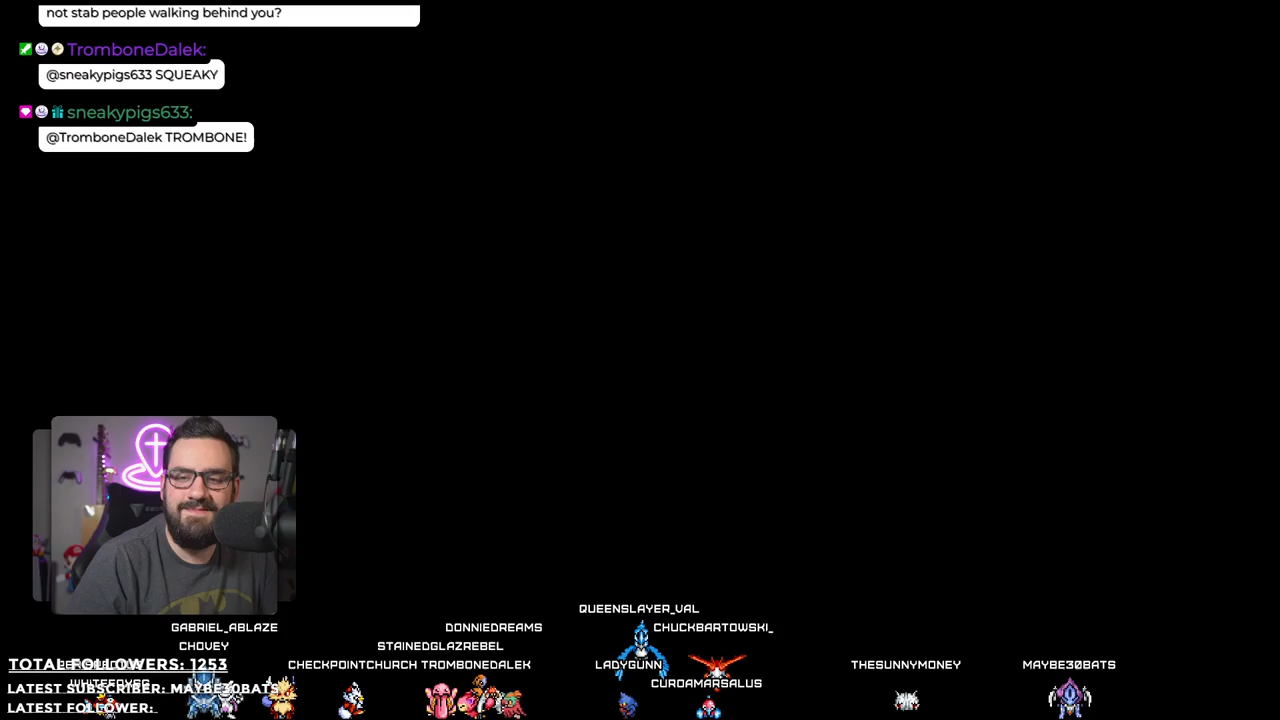 not stab people walking behind you?
TromboneDalek:
@sneakypigs633 SQUEAKY
sneakypigs633:
@TromboneDalek TROMBONE!
QUEENSLAYER_VAL
GABRIEL_ABLAZE
DONNIEDREAMS
CHUCKBARTOWSKI_
CHOVEY
STAINEDGLAZREBEL
TOTAL FOLLOWERS: 1253
CHECKPOINTCHURCH
TROMBONEDALEK
LADYGUNN
THESUNNYMONEY
MAYBE30BATS
CURDAMARSALUS
LATEST SUBSCRIBER: MAYBE30BATS
LATEST FOLLOWER: